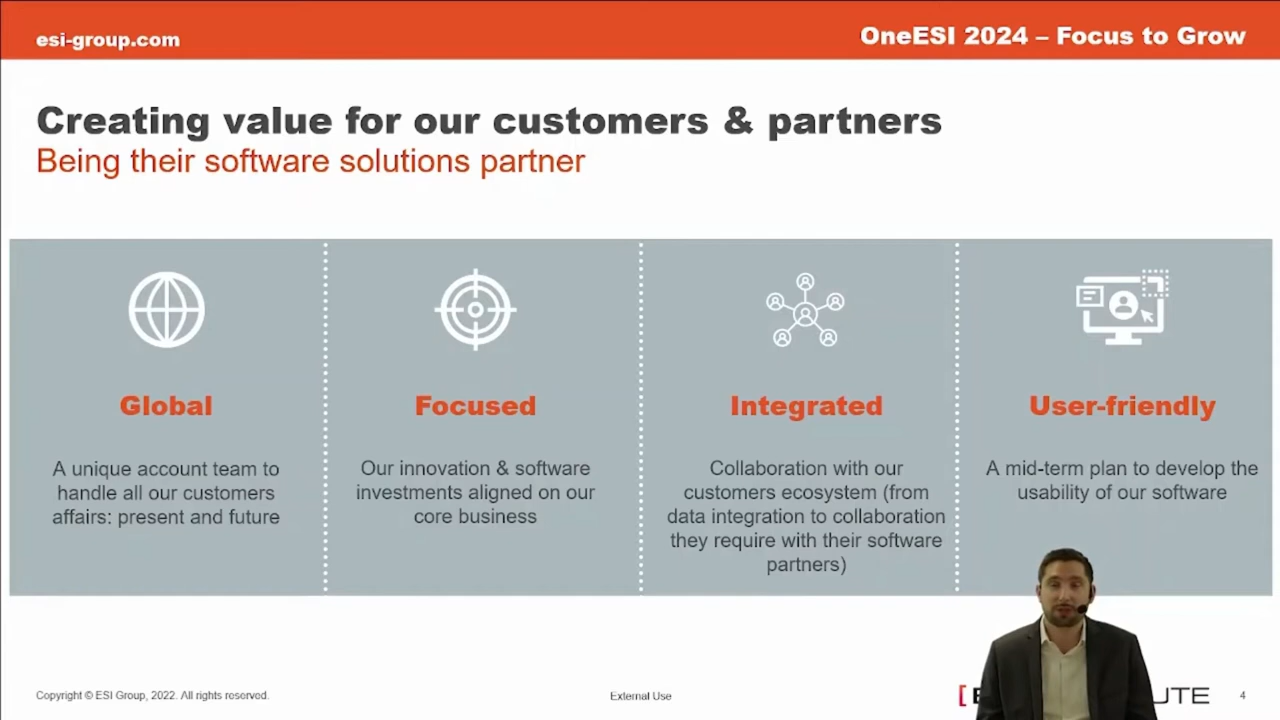 esi-group.com
OneESI 2024 – Focus to Grow
Creating value for our customers & partners
Being their software solutions partner
Global
A unique account team to
handle all our customers
affairs: present and future
Focused
Our innovation & software
investments aligned on our
core business
Integrated
Collaboration with our
customers ecosystem (from
data integration to collaboration
they require with their software
partners)
User-friendly
A mid-term plan to develop the
usability of our software
Copyright © ESI Group, 2022. All rights reserved.
External Use
4